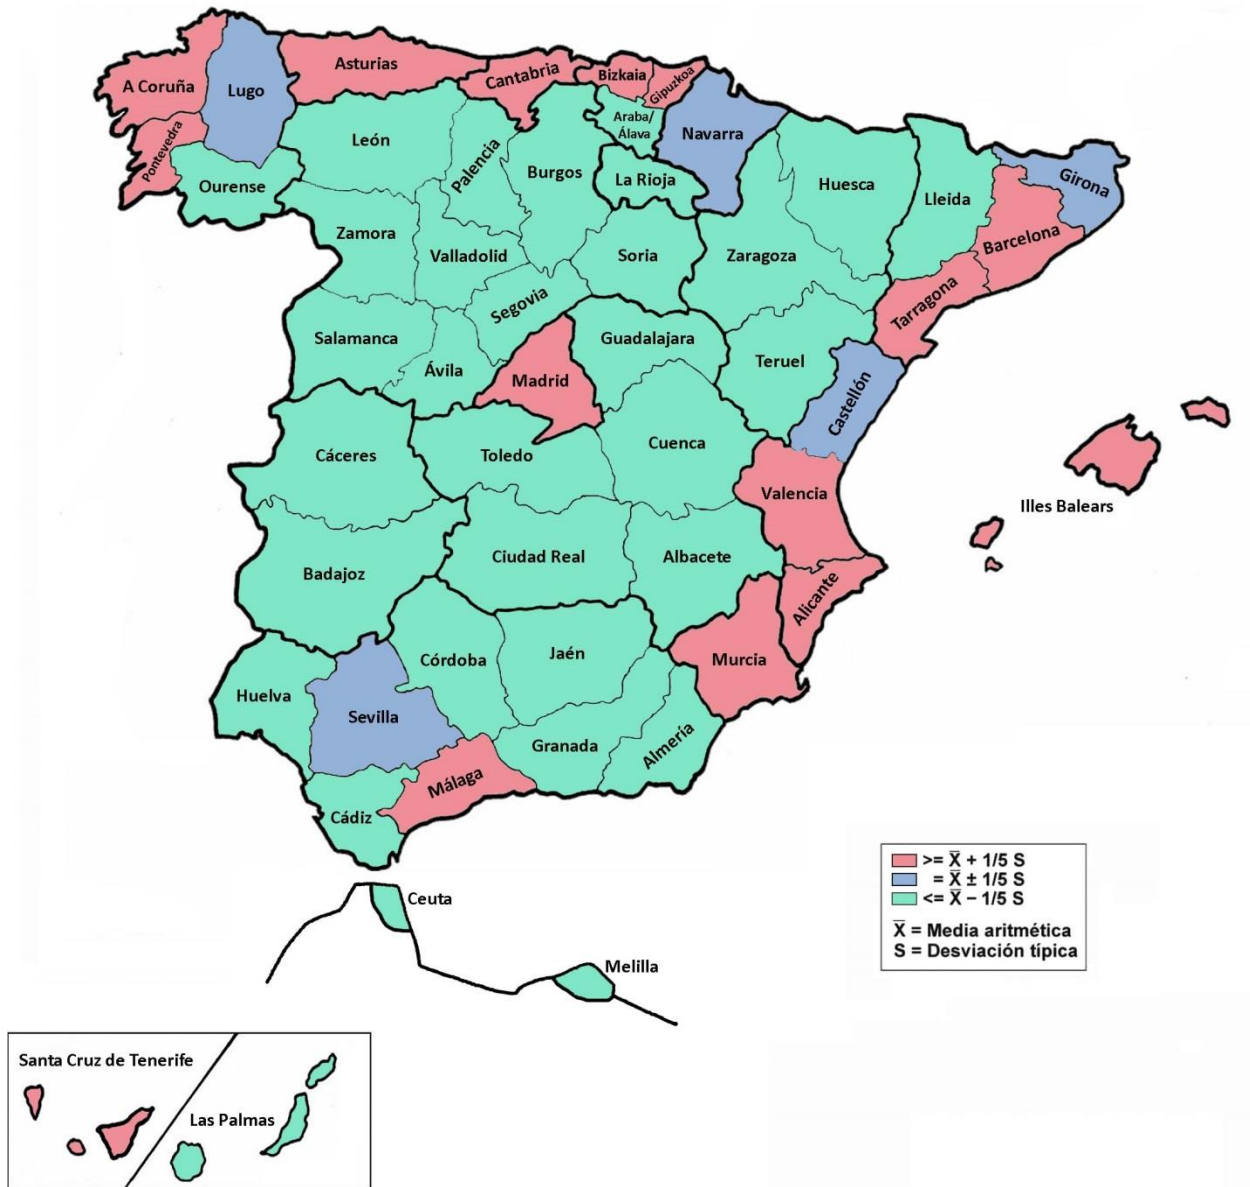 A Coruña
Lugo
Asturias
Cantabria
Bizkaia
Gipuzkoa
Pontevedra
Ourense
León
Palencia
Burgos
Araba/
Álava
Navarra
La Rioja
Huesca
Lleida
Girona
Barcelona
Tarragona
Zamora
Valladolid
Soria
Zaragoza
Segovia
Salamanca
Ávila
Madrid
Guadalajara
Teruel
Castellón
Cáceres
Toledo
Cuenca
Valencia
Illes Balears
Badajoz
Ciudad Real
Albacete
Alicante
Murcia
Huelva
Sevilla
Córdoba
Jaén
Granada
Almería
Málaga
Cádiz
Ceuta
Melilla
>= X̅ + 1/5 S
= X̅ ± 1/5 S
<= X̅ – 1/5 S
X̅ = Media aritmética
S = Desviación típica
Santa Cruz de Tenerife
Las Palmas